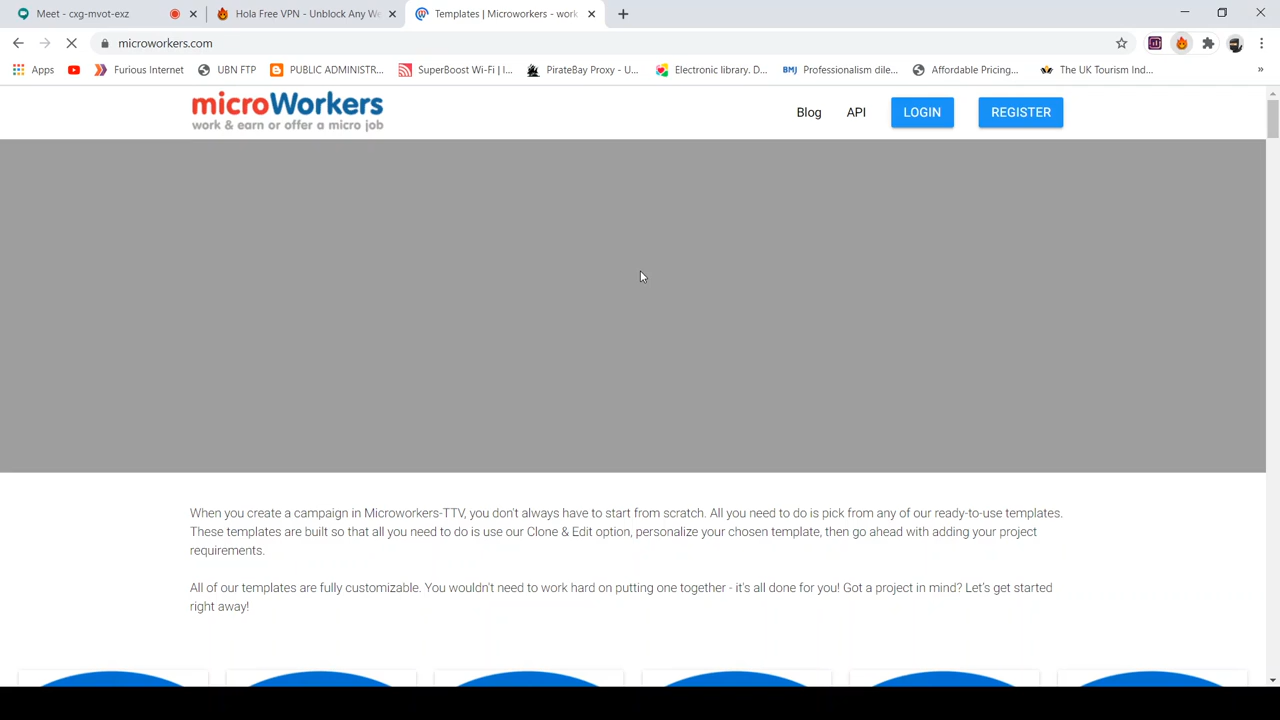 Meet - cxg-mvot-exz
Hola Free VPN - Unblock Any We
Templates | Microworkers - work
microworkers.com
Apps
Furious Internet
UBN FTP
PUBLIC ADMINISTR...
SuperBoost Wi-Fi | I...
PirateBay Proxy - U...
Electronic library. D...
BMJ Professionalism dile...
Affordable Pricing,...
The UK Tourism Ind...
microWorkers
work & earn or offer a micro job
Blog
API
LOGIN
REGISTER
When you create a campaign in Microworkers-TTV, you don't always have to start from scratch. All you need to do is pick from any of our ready-to-use templates.
These templates are built so that all you need to do is use our Clone & Edit option, personalize your chosen template, then go ahead with adding your project
requirements.
All of our templates are fully customizable. You wouldn't need to work hard on putting one together - it's all done for you! Got a project in mind? Let's get started
right away!